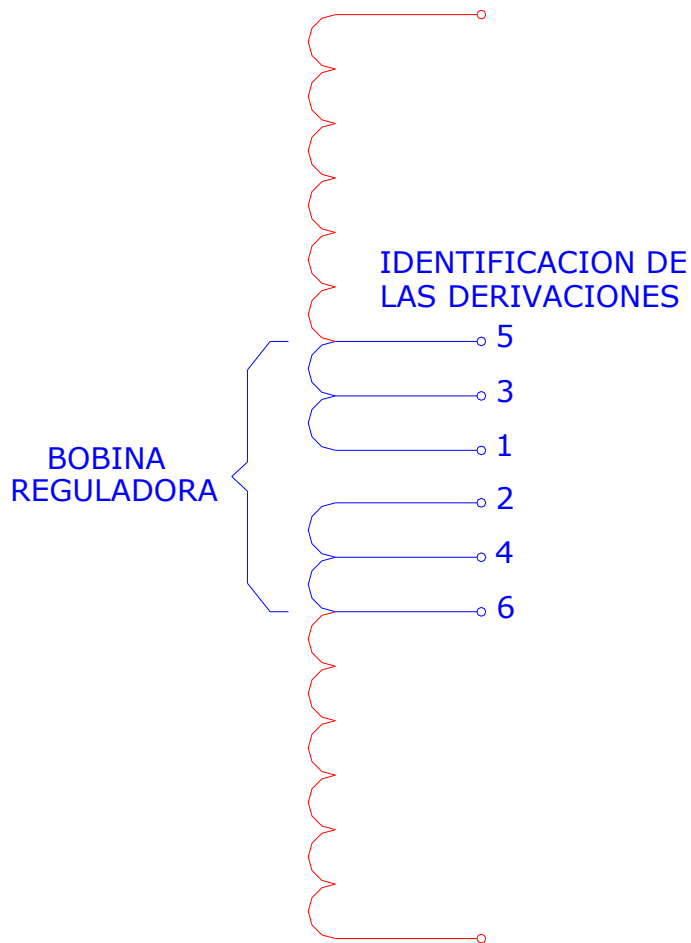 IDENTIFICACION DE
LAS DERIVACIONES
5
3
1
BOBINA
REGULADORA
2
4
6